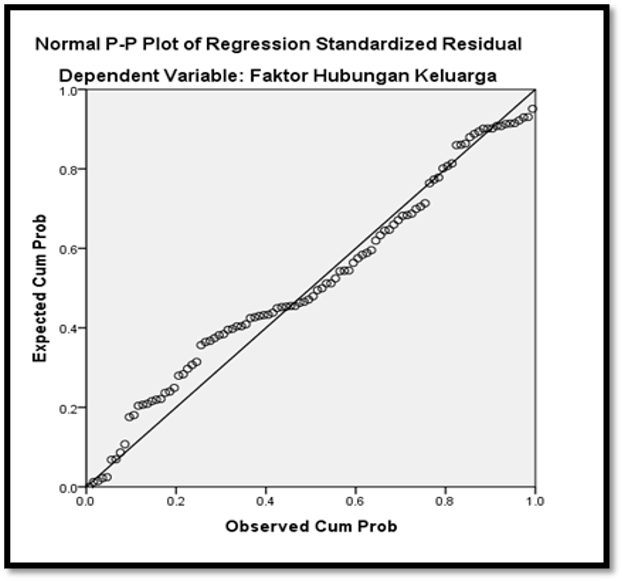 Normal P-P Plot of Regression Standardized Residual
Dependent Variable: Faktor Hubungan Keluarga
1.0
0.8
0.6
0.4
0.2
0.0
Expected Cum Prob
0.0 0.2 0.4 0.6 0.8 1.0
Observed Cum Prob